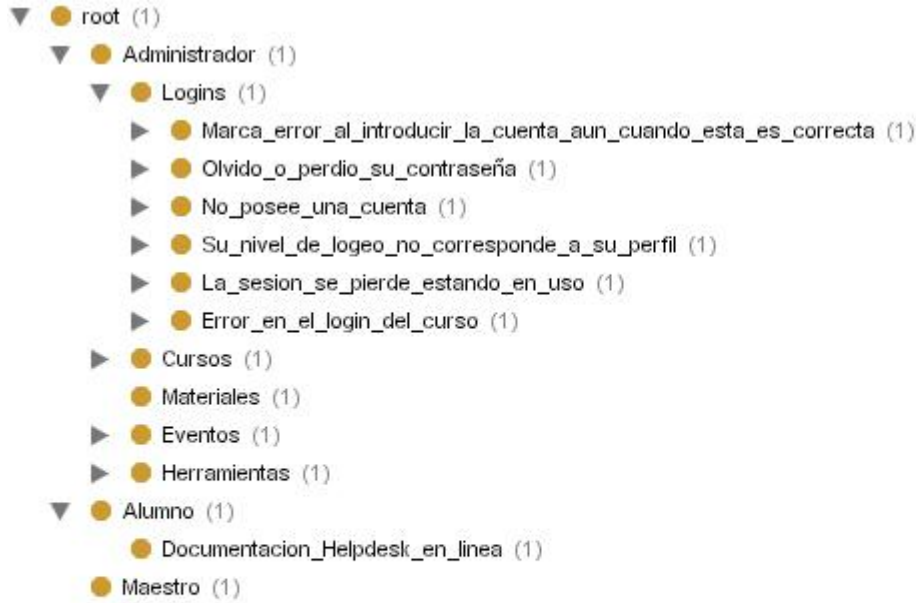 root (1)
Administrador (1)
Logins (1)
Marca_error_al_introducir_la_cuenta_aun_cuando_esta_es_correcta (1)
Olvido_o_perdio_su_contraseña (1)
No_posee_una_cuenta (1)
Su_nivel_de_logeo_no_corresponde_a_su_perfil (1)
La_sesion_se_pierde_estando_en_uso (1)
Error_en_el_login_del_curso (1)
Cursos (1)
Materiales (1)
Eventos (1)
Herramientas (1)
Alumno (1)
Documentacion_Helpdesk_en_linea (1)
Maestro (1)